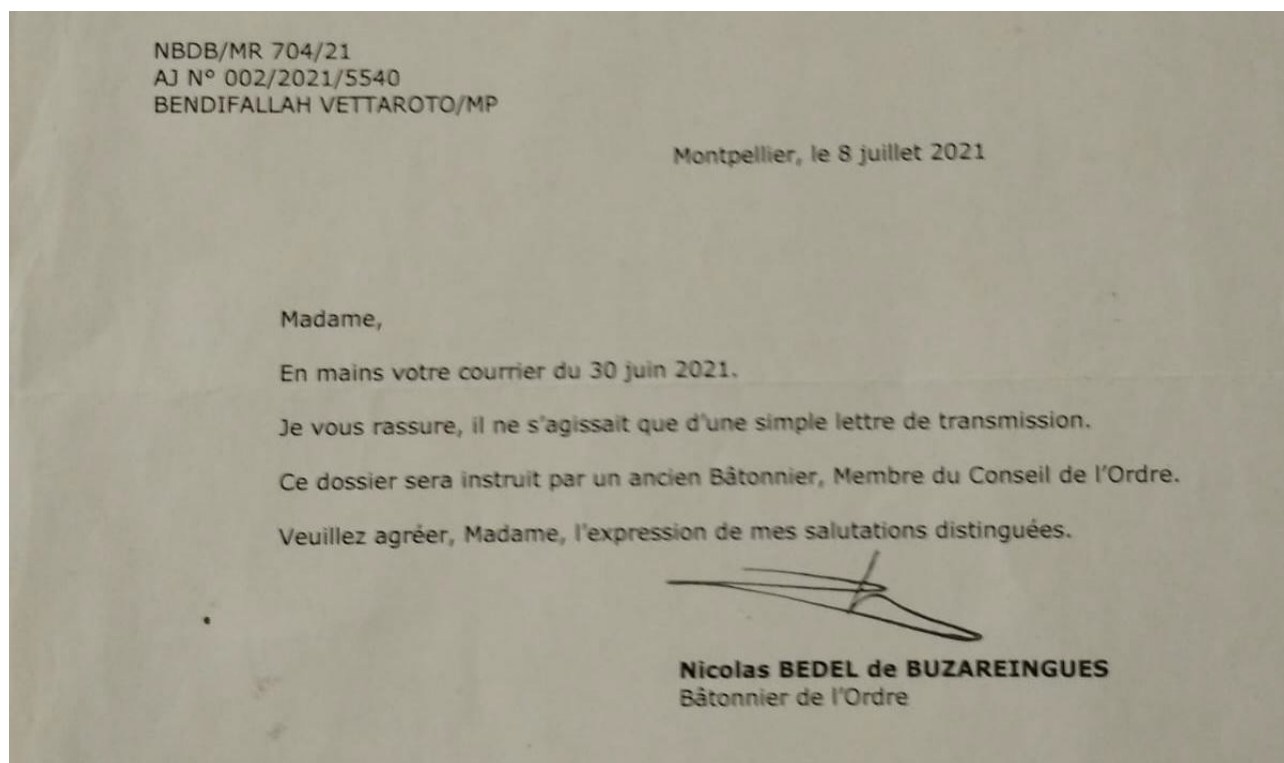 NBDB/MR 704/21
AJ N° 002/2021/5540
BENDIFALLAH VETTAROTO/MP
Montpellier, le 8 juillet 2021
Madame,
En mains votre courrier du 30 juin 2021.
Je vous rassure, il ne s'agissait que d'une simple lettre de transmission.
Ce dossier sera instruit par un ancien Bâtonnier, Membre du Conseil de l'Ordre.
Veuillez agréer, Madame, l'expression de mes salutations distinguées.
Nicolas BEDEL de BUZAREINGUES
Bâtonnier de l'Ordre